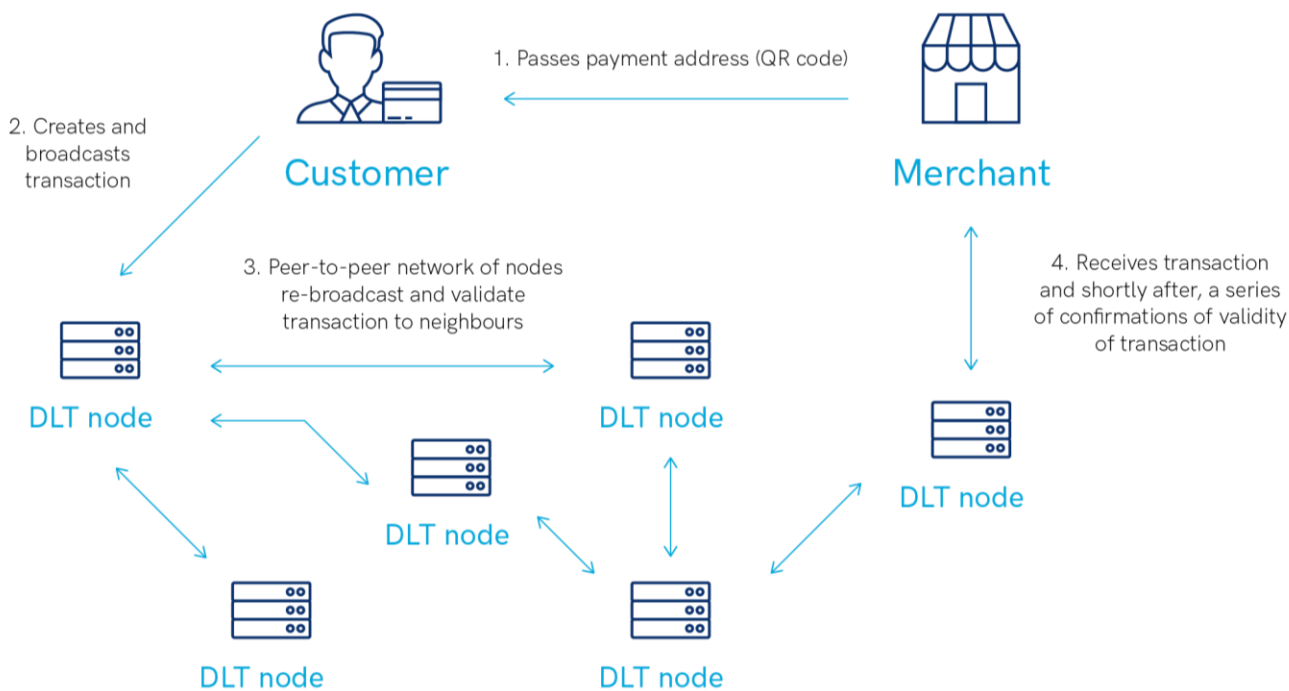 1. Passes payment address (QR code)
2. Creates and
broadcasts
transaction
Customer
Merchant
3. Peer-to-peer network of nodes
re-broadcast and validate
transaction to neighbours
4. Receives transaction
and shortly after, a series
of confirmations of validity
of transaction
DLT node
DLT node
DLT node
DLT node
DLT node
DLT node